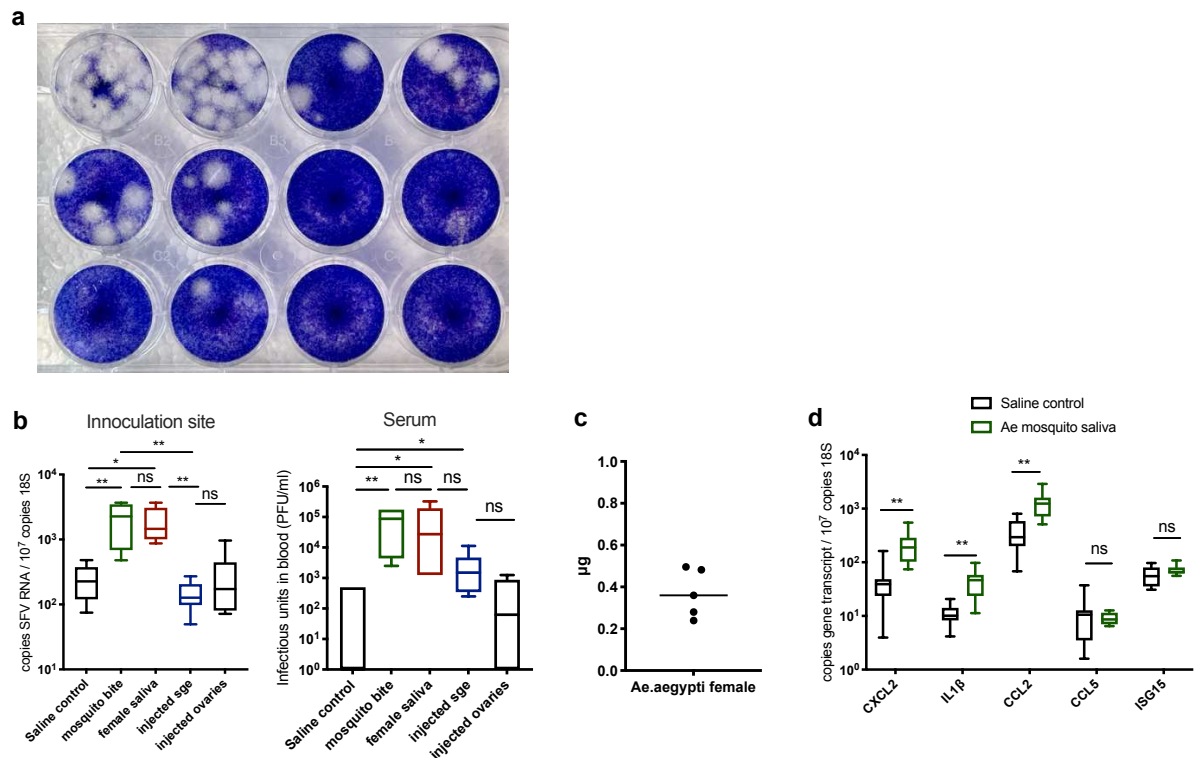 a
B2
B3
b
Innoculation site
**
*
**
ns
**
ns
copies SFV RNA / 10⁷ copies 18S
10⁴
10³
10²
10¹
Saline control
mosquito bite
female saliva
injected sge
injected ovaries
Serum
*
*
**
ns
ns
ns
Infectious units in blood (PFU/ml)
10⁶
10⁵
10⁴
10³
10²
10¹
10⁰
Saline control
mosquito bite
female saliva
injected sge
injected ovaries
c
µg
1.0
0.8
0.6
0.4
0.2
0.0
Ae.aegypti female
d
Saline control
Ae mosquito saliva
copies gene transcript / 10⁷ copies 18S
10⁴
10³
10²
10¹
10⁰
**
**
**
ns
ns
CXCL2
IL1β
CCL2
CCL5
ISG15